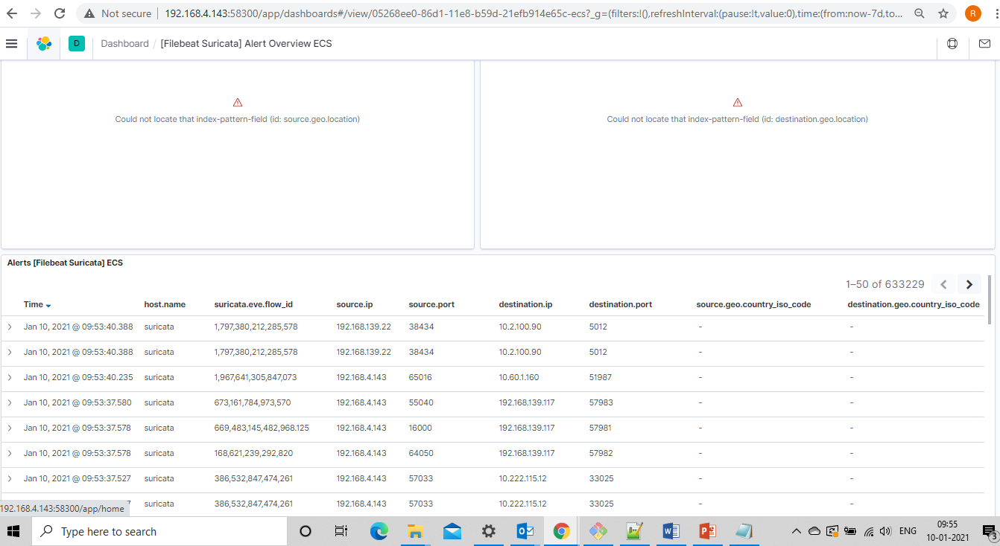 Not secure
192.168.4.143:58300/app/dashboards#/view/05268ee0-86d1-11e8-b59d-21efb914e65c-ecs?_g=(filters:!(),refreshInterval:(pause:!t,value:0),time:(from:now-7d,to...
R
D
Dashboard / [Filebeat Suricata] Alert Overview ECS
Could not locate that index-pattern-field (id: source.geo.location)
Could not locate that index-pattern-field (id: destination.geo.location)
Alerts [Filebeat Suricata] ECS
1–50 of 633229
Time host.name suricata.eve.flow_id source.ip source.port destination.ip destination.port source.geo.country_iso_code destination.geo.country_iso_code
Jan 10, 2021 @ 09:53:40.388 suricata 1,797,380,212,285,578 192.168.139.22 38434 10.2.100.90 5012 - -
Jan 10, 2021 @ 09:53:40.388 suricata 1,797,380,212,285,578 192.168.139.22 38434 10.2.100.90 5012 - -
Jan 10, 2021 @ 09:53:40.235 suricata 1,967,641,305,847,073 192.168.4.143 65016 10.60.1.160 51987 - -
Jan 10, 2021 @ 09:53:37.580 suricata 673,161,784,973,570 192.168.4.143 55040 192.168.139.117 57983 - -
Jan 10, 2021 @ 09:53:37.578 suricata 669,483,145,482,968.125 192.168.4.143 16000 192.168.139.117 57981 - -
Jan 10, 2021 @ 09:53:37.578 suricata 168,621,239,292,820 192.168.4.143 64050 192.168.139.117 57982 - -
Jan 10, 2021 @ 09:53:37.527 suricata 386,532,847,474,261 192.168.4.143 57033 10.222.115.12 33025 - -
7 suricata 386,532,847,474,261 192.168.4.143 57033 10.222.115.12 33025 - -
192.168.4.143:58300/app/home
Type here to search
ENG
09:55
10-01-2021
3